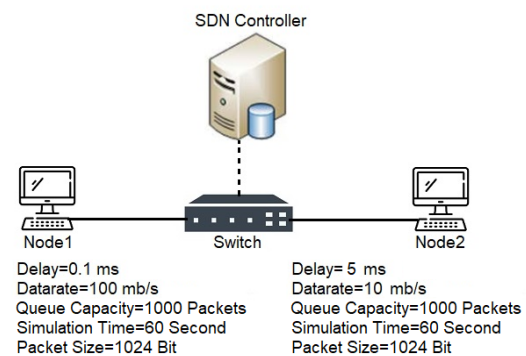 SDN Controller
Node1
Switch
Node2
Delay=0.1 ms
Datarate=100 mb/s
Queue Capacity=1000 Packets
Simulation Time=60 Second
Packet Size=1024 Bit
Delay= 5 ms
Datarate=10 mb/s
Queue Capacity=1000 Packets
Simulation Time=60 Second
Packet Size=1024 Bit